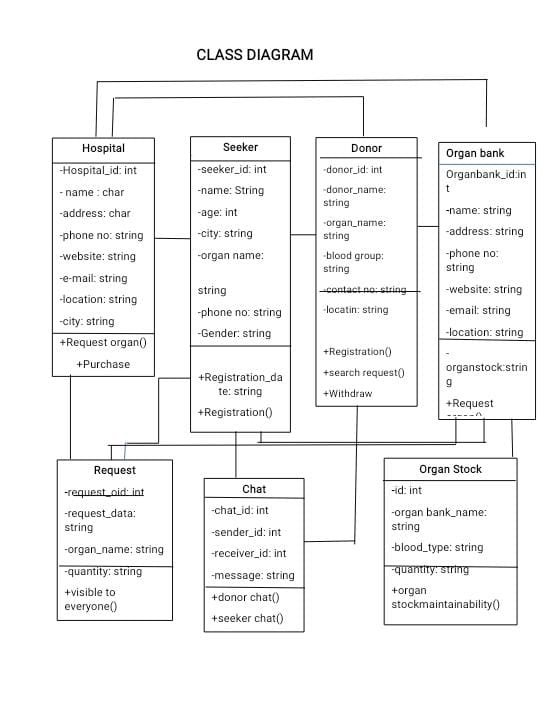 CLASS DIAGRAM
Hospital
-Hospital_id: int
- name : char
-address: char
-phone no: string
-website: string
-e-mail: string
-location: string
-city: string
+Request organ()
+Purchase
Seeker
-seeker_id: int
-name: String
-age: int
-city: string
-organ name:
string
-phone no: string
-Gender: string
+Registration_da
te: string
+Registration()
Donor
-donor_id: int
-donor_name:
string
-organ_name:
string
-blood group:
string
-contact no: string
-locatin: string
+Registration()
+search request()
+Withdraw
Organ bank
Organbank_id:in
t
-name: string
-address: string
-phone no:
string
-website: string
-email: string
-location: string
-
organstock:strin
g
+Request
organ()
Request
-request_oid: int
-request_data:
string
-organ_name: string
-quantity: string
+visible to
everyone()
Chat
-chat_id: int
-sender_id: int
-receiver_id: int
-message: string
+donor chat()
+seeker chat()
Organ Stock
-id: int
-organ bank_name:
string
-blood_type: string
-quantity: string
+organ
stockmaintainability()